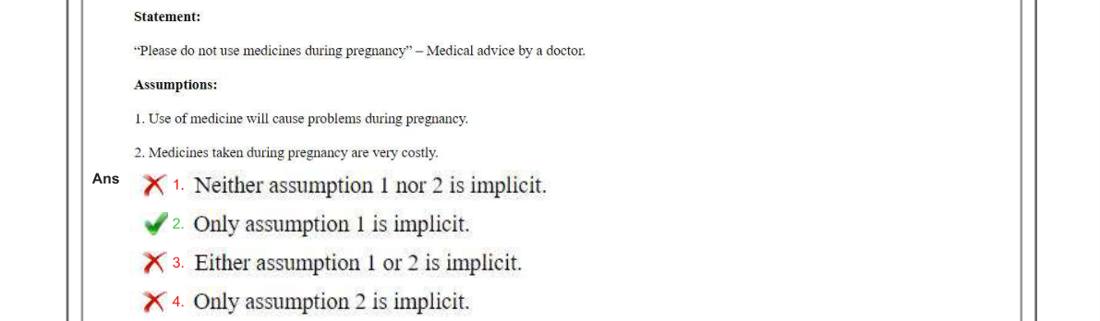 Statement:
“Please do not use medicines during pregnancy” – Medical advice by a doctor.
Assumptions:
1. Use of medicine will cause problems during pregnancy.
2. Medicines taken during pregnancy are very costly.
Ans 1. Neither assumption 1 nor 2 is implicit.
2. Only assumption 1 is implicit.
3. Either assumption 1 or 2 is implicit.
4. Only assumption 2 is implicit.